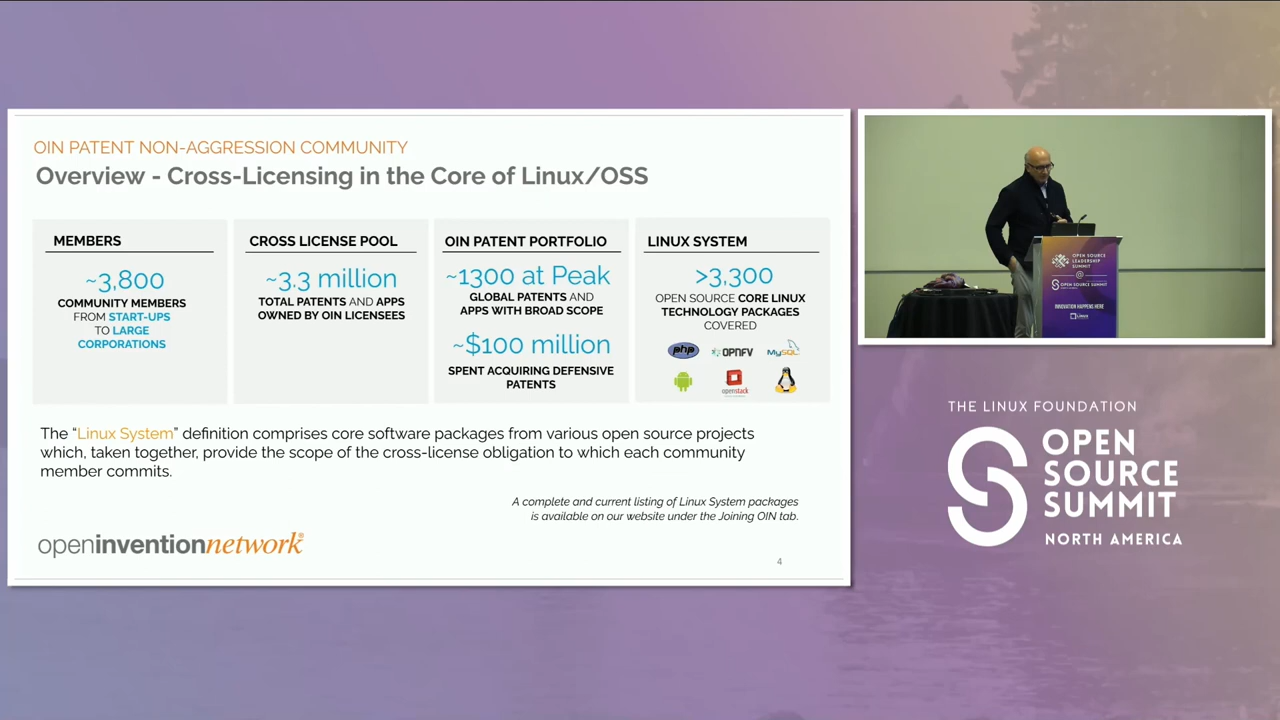 OIN PATENT NON-AGGRESSION COMMUNITY
Overview - Cross-Licensing in the Core of Linux/OSS
MEMBERS
~3,800
COMMUNITY MEMBERS
FROM START-UPS
TO LARGE
CORPORATIONS
CROSS LICENSE POOL
~3.3 million
TOTAL PATENTS AND APPS
OWNED BY OIN LICENSEES
OIN PATENT PORTFOLIO
~1300 at Peak
GLOBAL PATENTS AND
APPS WITH BROAD SCOPE
~$100 million
SPENT ACQUIRING DEFENSIVE
PATENTS
LINUX SYSTEM
>3,300
OPEN SOURCE CORE LINUX
TECHNOLOGY PACKAGES
COVERED
php OPNFV MySQL
openstack
The “Linux System” definition comprises core software packages from various open source projects
which, taken together, provide the scope of the cross-license obligation to which each community
member commits.
A complete and current listing of Linux System packages
is available on our website under the Joining OIN tab.
openinventionnetwork®
4
OPEN SOURCE
LEADERSHIP
SUMMIT
@
OPEN SOURCE SUMMIT
INNOVATION HAPPENS HERE
THE LINUX FOUNDATION
OPEN
SOURCE
SUMMIT
NORTH AMERICA